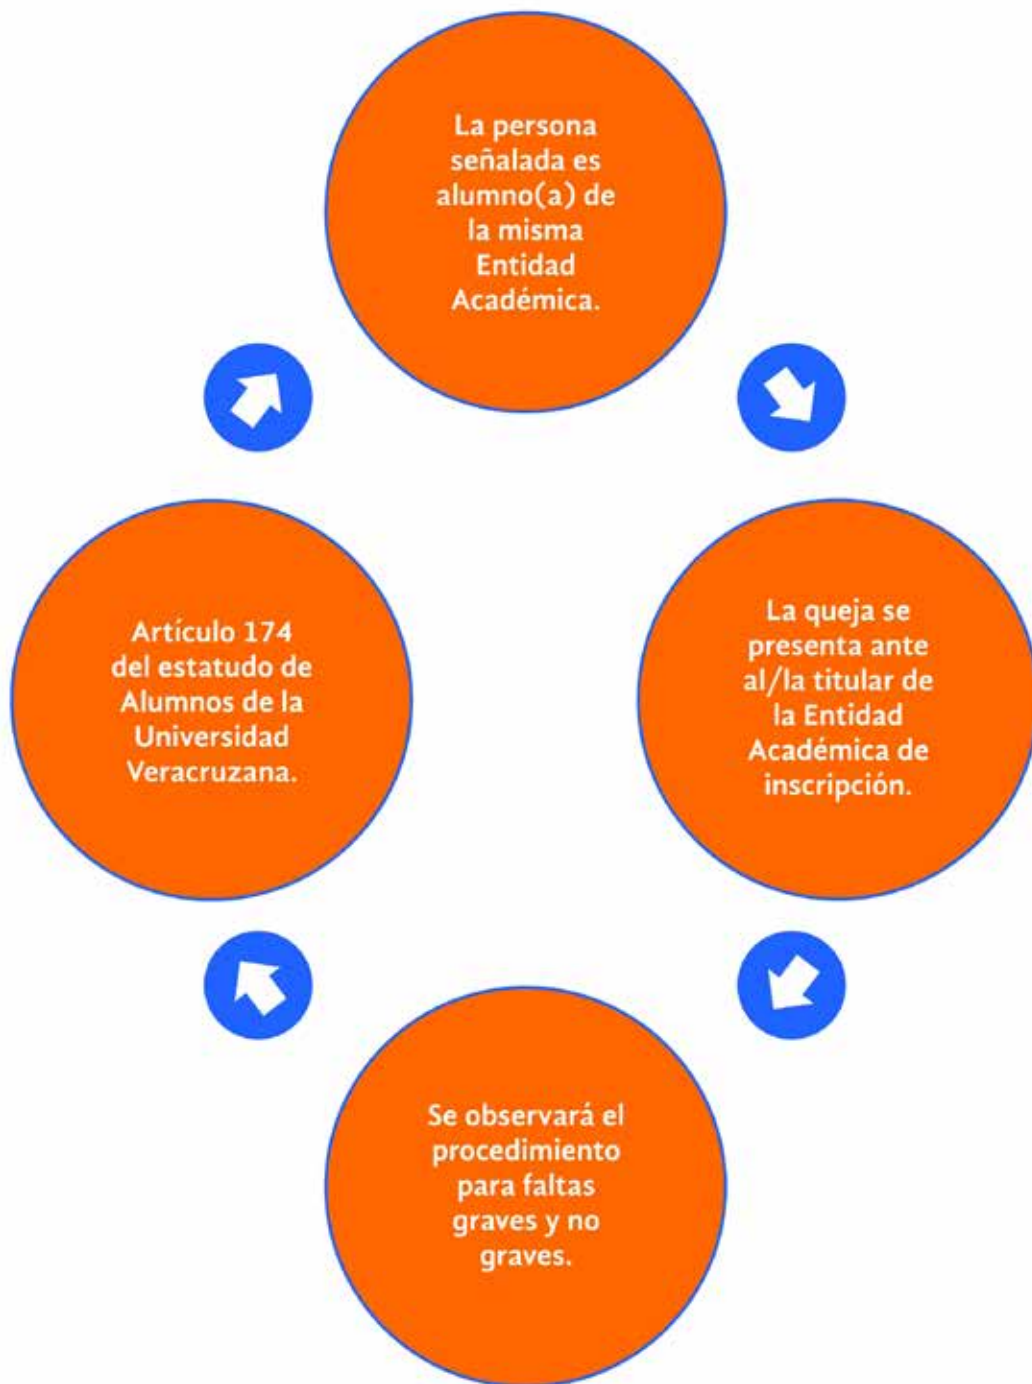 La persona
señalada es
alumno(a) de
la misma
Entidad
Académica.
La queja se
presenta ante
al/la titular de
la Entidad
Académica de
inscripción.
Se observará el
procedimiento
para faltas
graves y no
graves.
Artículo 174
del estatudo de
Alumnos de la
Universidad
Veracruzana.